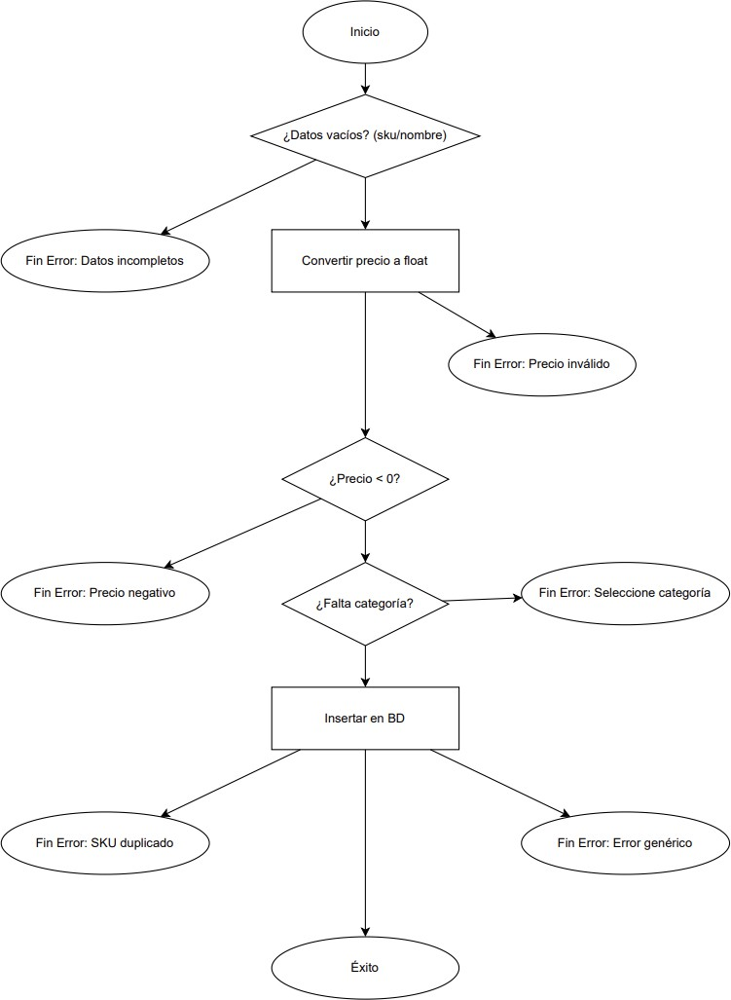 Inicio
¿Datos vacíos? (sku/nombre)
Fin Error: Datos incompletos
Convertir precio a float
Fin Error: Precio inválido
¿Precio < 0?
Fin Error: Precio negativo
¿Falta categoría?
Fin Error: Seleccione categoría
Insertar en BD
Fin Error: SKU duplicado
Fin Error: Error genérico
Éxito